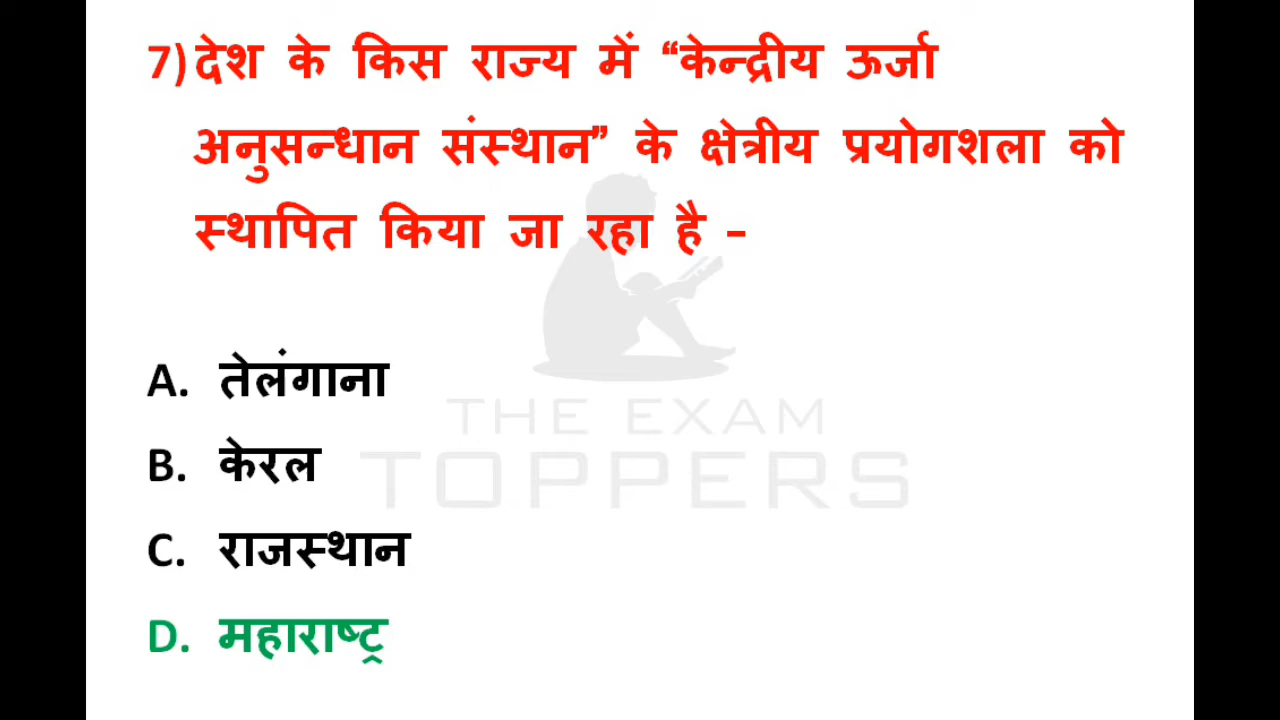 7) देश के किस राज्य में “केन्द्रीय ऊर्जा
अनुसन्धान संस्थान” के क्षेत्रीय प्रयोगशला को
स्थापित किया जा रहा है –
A. तेलंगाना
THE EXAM
B. केरल
TOPPERS
C. राजस्थान
D. महाराष्ट्र